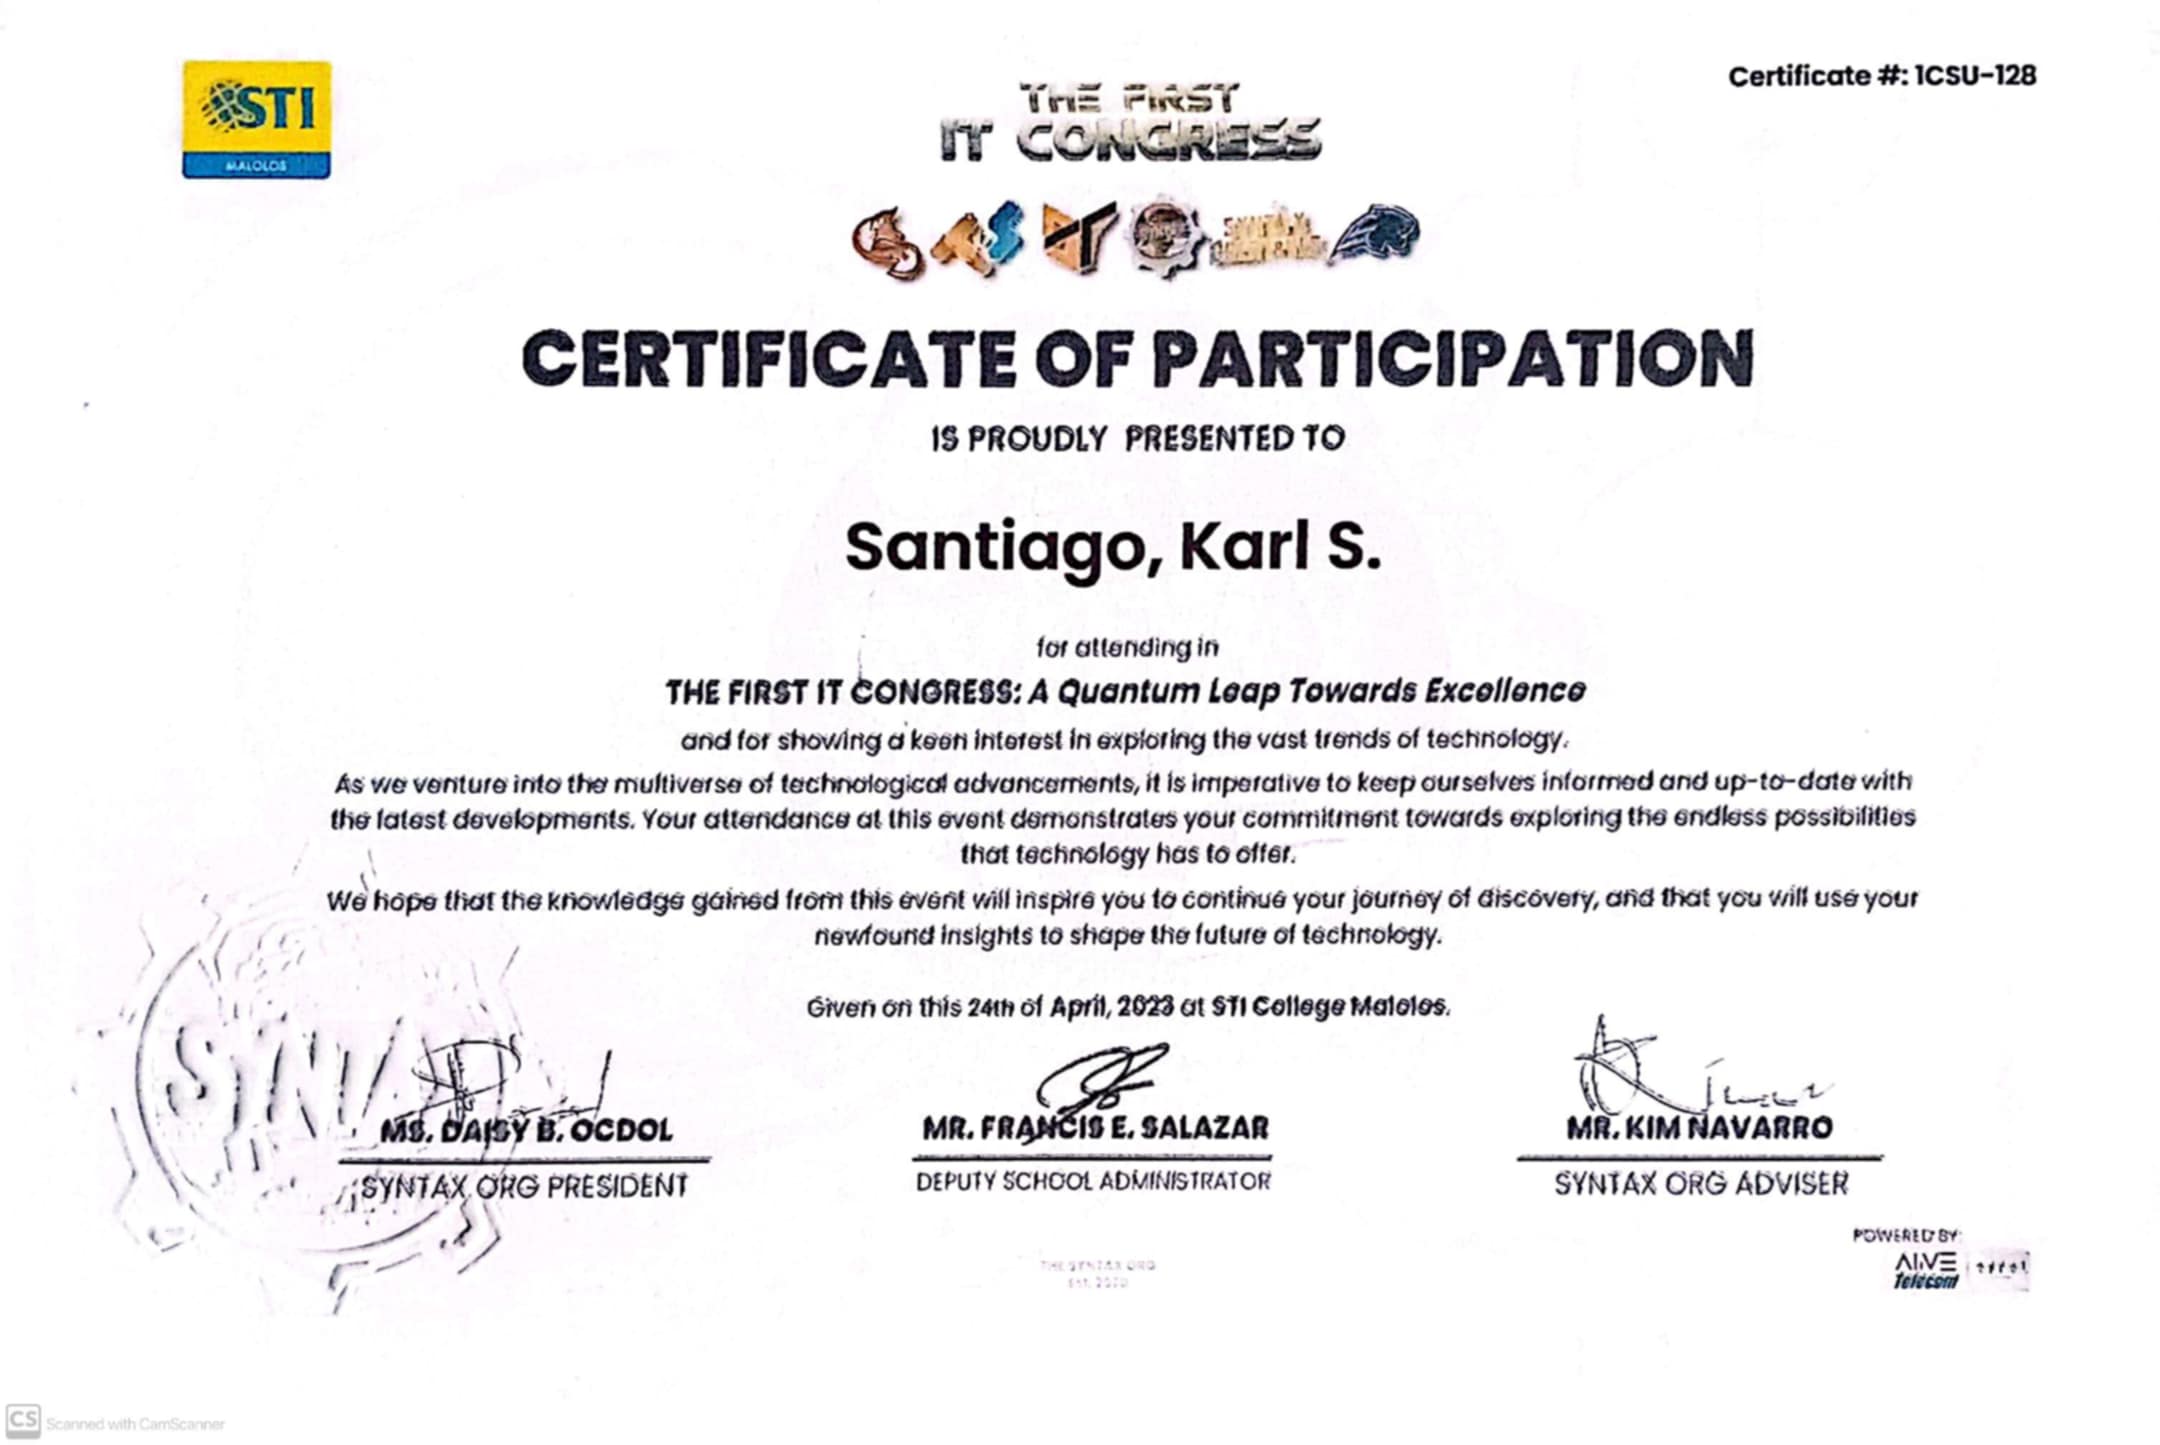 STI
MALOLOS
Certificate #: 1CSU-128
THE FIRST
IT CONGRESS
CERTIFICATE OF PARTICIPATION
IS PROUDLY PRESENTED TO
Santiago, Karl S.
for attending in
THE FIRST IT CONGRESS: A Quantum Leap Towards Excellence
and for showing a keen interest in exploring the vast trends of technology.
As we venture into the multiverse of technological advancements, it is imperative to keep ourselves informed and up-to-date with
the latest developments. Your attendance at this event demonstrates your commitment towards exploring the endless possibilities
that technology has to offer.
We hope that the knowledge gained from this event will inspire you to continue your journey of discovery, and that you will use your
newfound insights to shape the future of technology.
Given on this 24th of April, 2023 at STI College Malolos.
SYNTAX
MS. DAISY B. OCDOL
SYNTAX ORG PRESIDENT
MR. FRANCIS E. SALAZAR
DEPUTY SCHOOL ADMINISTRATOR
MR. KIM NAVARRO
SYNTAX ORG ADVISER
POWERED BY:
Telecom
THE SYNTAX ORG
Est. 2020
CS Scanned with CamScanner